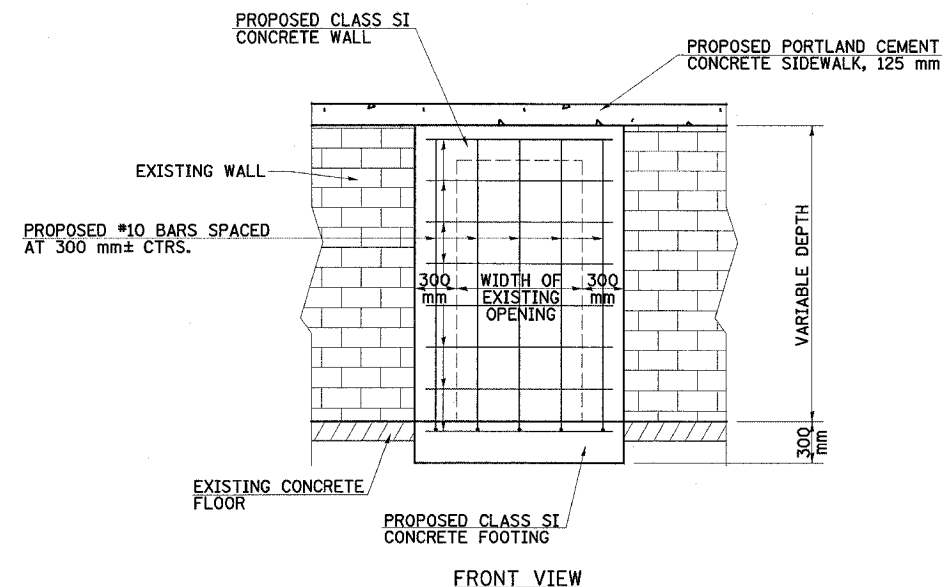 PROPOSED CLASS SI
CONCRETE WALL
PROPOSED PORTLAND CEMENT
CONCRETE SIDEWALK, 125 mm
EXISTING WALL
PROPOSED #10 BARS SPACED
AT 300 mm± CTRS.
300
mm
WIDTH OF
EXISTING
OPENING
300
mm
VARIABLE DEPTH
300
mm
EXISTING CONCRETE
FLOOR
PROPOSED CLASS SI
CONCRETE FOOTING
FRONT VIEW